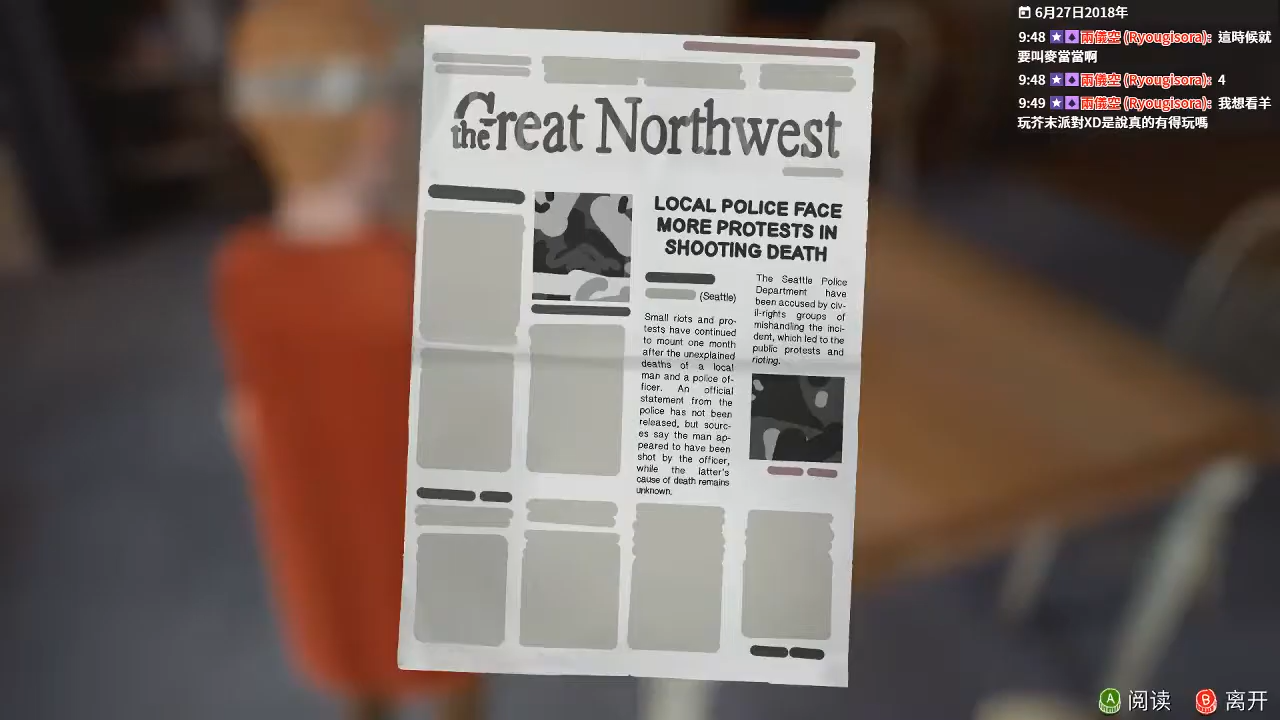 6月27日2018年
9:48 兩儀空 (Ryougisora): 這時候就
要叫麥當當啊
9:48 兩儀空 (Ryougisora): 4
9:49 兩儀空 (Ryougisora): 我想看羊
玩芥末派對XD是說真的有得玩嗎
the Great Northwest
LOCAL POLICE FACE
MORE PROTESTS IN
SHOOTING DEATH
(Seattle)
Small riots and pro-
tests have continued
to mount one month
after the unexplained
deaths of a local
man and a police of-
ficer. An official
statement from the
police has not been
released, but sourc-
es say the man ap-
peared to have been
shot by the officer,
while the latter's
cause of death remains
unknown.
The Seattle Police
Department have
been accused by civ-
il-rights groups of
mishandling the inci-
dent, which led to the
public protests and
rioting.
A 阅读 B 离开